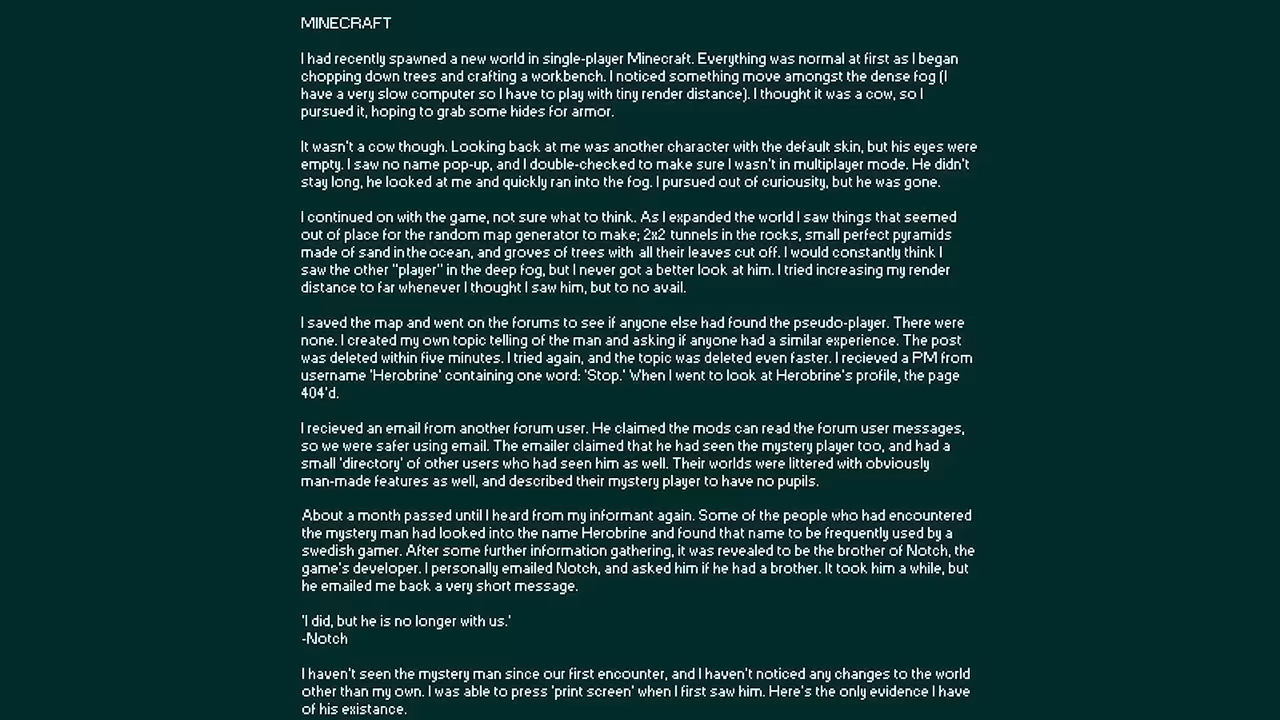 MINECRAFT
I had recently spawned a new world in single-player Minecraft. Everything was normal at first as I began
chopping down trees and crafting a workbench. I noticed something move amongst the dense fog (I
have a very slow computer so I have to play with tiny render distance). I thought it was a cow, so I
pursued it, hoping to grab some hides for armor.
It wasn't a cow though. Looking back at me was another character with the default skin, but his eyes were
empty. I saw no name pop-up, and I double-checked to make sure I wasn't in multiplayer mode. He didn't
stay long, he looked at me and quickly ran into the fog. I pursued out of curiousity, but he was gone.
I continued on with the game, not sure what to think. As I expanded the world I saw things that seemed
out of place for the random map generator to make; 2x2 tunnels in the rocks, small perfect pyramids
made of sand in the ocean, and groves of trees with all their leaves cut off. I would constantly think I
saw the other "player" in the deep fog, but I never got a better look at him. I tried increasing my render
distance to far whenever I thought I saw him, but to no avail.
I saved the map and went on the forums to see if anyone else had found the pseudo-player. There were
none. I created my own topic telling of the man and asking if anyone had a similar experience. The post
was deleted within five minutes. I tried again, and the topic was deleted even faster. I recieved a PM from
username 'Herobrine' containing one word: 'Stop.' When I went to look at Herobrine's profile, the page
404'd.
I recieved an email from another forum user. He claimed the mods can read the forum user messages,
so we were safer using email. The emailer claimed that he had seen the mystery player too, and had a
small 'directory' of other users who had seen him as well. Their worlds were littered with obviously
man-made features as well, and described their mystery player to have no pupils.
About a month passed until I heard from my informant again. Some of the people who had encountered
the mystery man had looked into the name Herobrine and found that name to be frequently used by a
swedish gamer. After some further information gathering, it was revealed to be the brother of Notch, the
game's developer. I personally emailed Notch, and asked him if he had a brother. It took him a while, but
he emailed me back a very short message.
'I did, but he is no longer with us.'
-Notch
I haven't seen the mystery man since our first encounter, and I haven't noticed any changes to the world
other than my own. I was able to press 'print screen' when I first saw him. Here's the only evidence I have
of his existance.